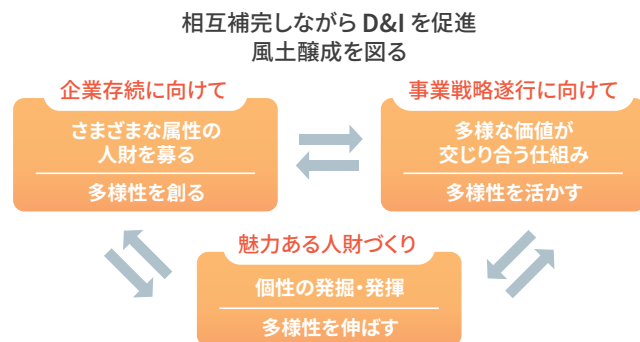 相互補完しながら D&I を促進
風土醸成を図る
企業存続に向けて
さまざまな属性の
人財を募る
多様性を創る
事業戦略遂行に向けて
多様な価値が
交じり合う仕組み
多様性を活かす
魅力ある人財づくり
個性の発掘・発揮
多様性を伸ばす